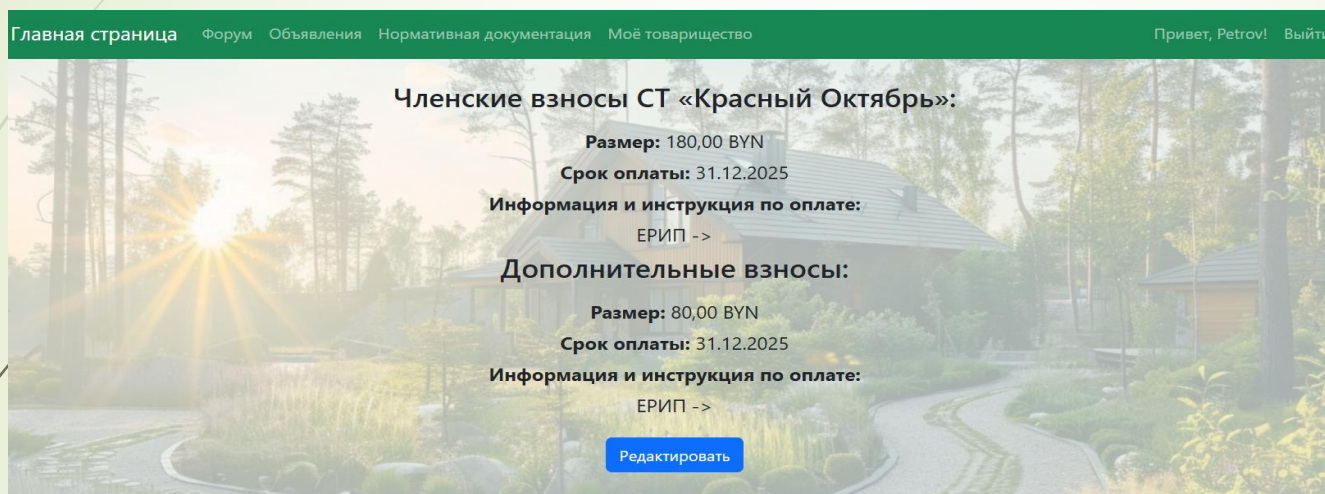 Главная страница Форум Объявления Нормативная документация Моё товарищество Привет, Petrov! Выйти
Членские взносы СТ «Красный Октябрь»:
Размер: 180,00 BYN
Срок оплаты: 31.12.2025
Информация и инструкция по оплате:
ЕРИП ->
Дополнительные взносы:
Размер: 80,00 BYN
Срок оплаты: 31.12.2025
Информация и инструкция по оплате:
ЕРИП ->
Редактировать